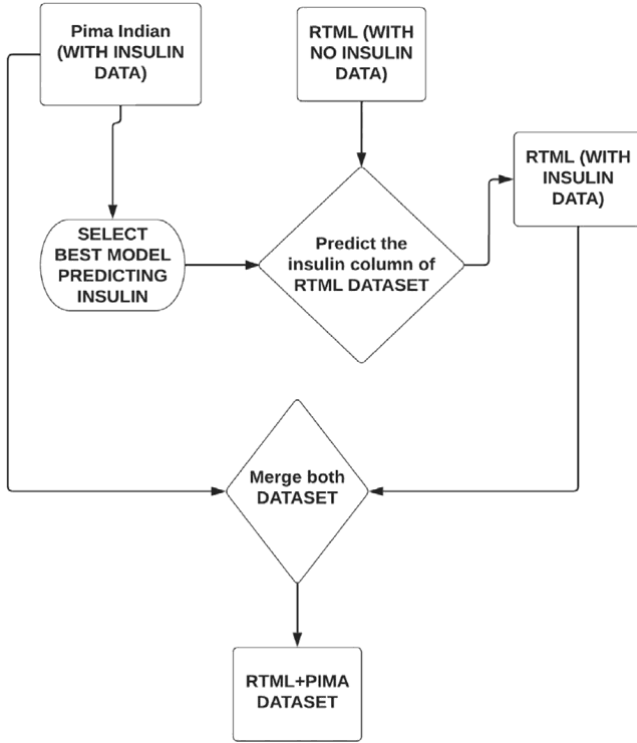 Pima Indian
(WITH INSULIN
DATA)
RTML (WITH
NO INSULIN
DATA)
RTML (WITH
INSULIN
DATA)
SELECT
BEST MODEL
PREDICTING
INSULIN
Predict the
insulin column of
RTML DATASET
Merge both
DATASET
RTML+PIMA
DATASET